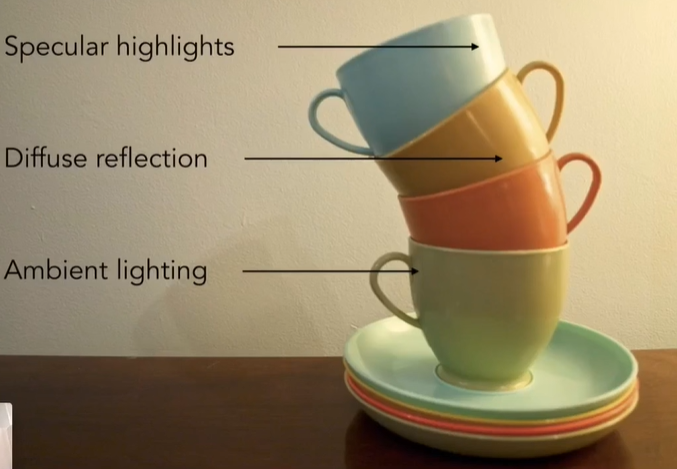 Specular highlights
Diffuse reflection
Ambient lighting